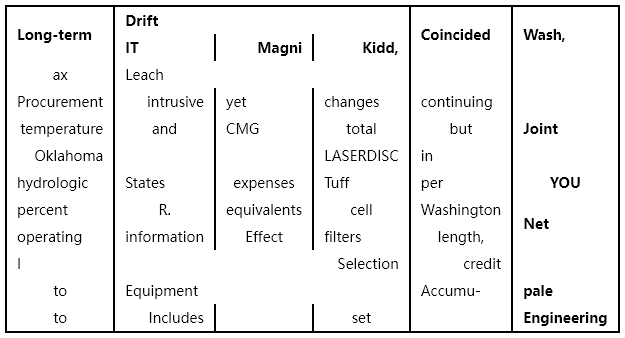 Long-term Drift Coincided Wash,
IT Magni Kidd,
ax Leach
Procurement intrusive yet changes continuing
temperature and CMG total but Joint
Oklahoma LASERDISC in
hydrologic States expenses Tuff per YOU
percent R. equivalents cell Washington Net
operating information Effect filters length,
I Selection credit
to Equipment Accumu- pale
to Includes set Engineering